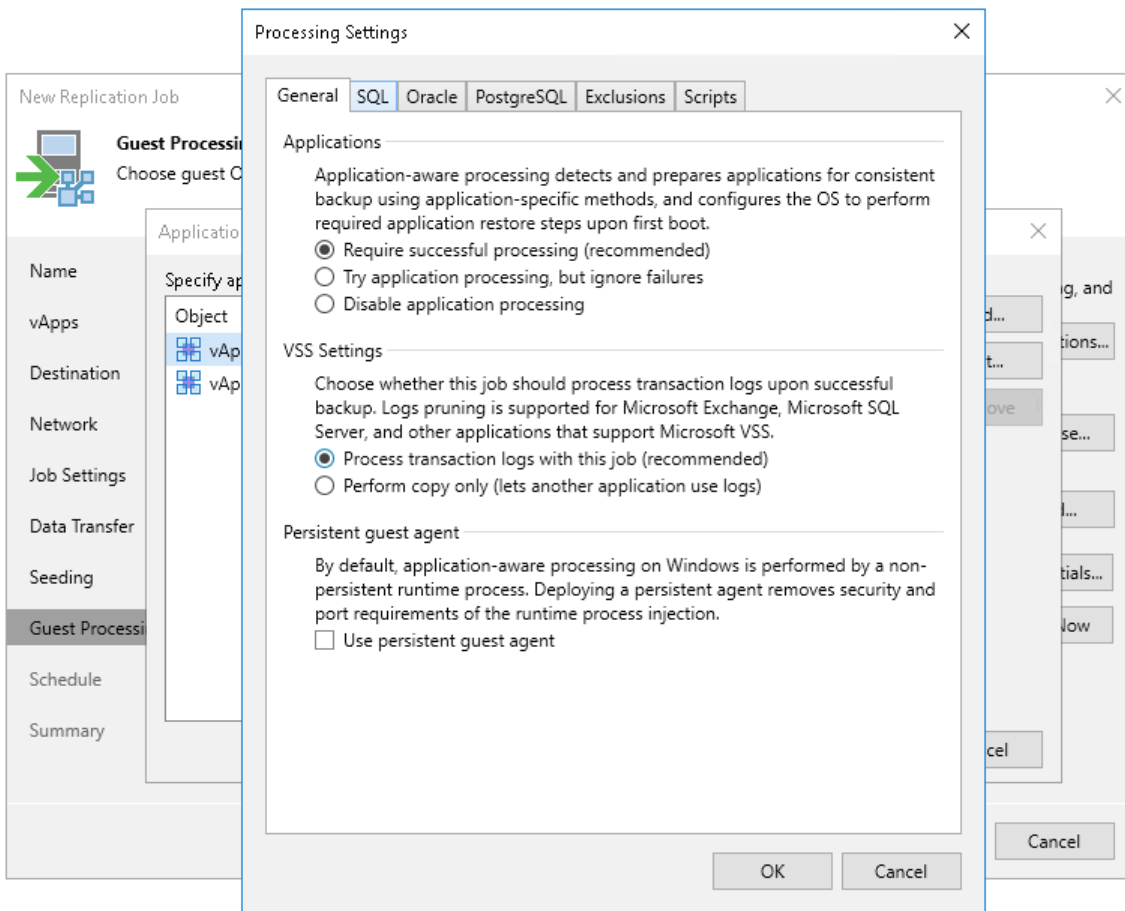 Processing Settings
New Replication Job
General SQL Oracle PostgreSQL Exclusions Scripts
Guest
Choose guest
Applications
Application-aware processing detects and prepares applications for consistent
backup using application-specific methods, and configures the OS to perform
required application restore steps upon first boot.
Require successful processing (recommended)
Try application processing, but ignore failures
Disable application processing
VSS Settings
Choose whether this job should process transaction logs upon successful
backup. Logs pruning is supported for Microsoft Exchange, Microsoft SQL
Server, and other applications that support Microsoft VSS.
Process transaction logs with this job (recommended)
Perform copy only (lets another application use logs)
Persistent guest agent
By default, application-aware processing on Windows is performed by a non-
persistent runtime process. Deploying a persistent agent removes security and
port requirements of the runtime process injection.
Use persistent guest agent
OK Cancel
Name
vApps
Destination
Network
Job Settings
Data Transfer
Seeding
Guest
Schedule
Summary
Specify
Object
and
Now
Cancel